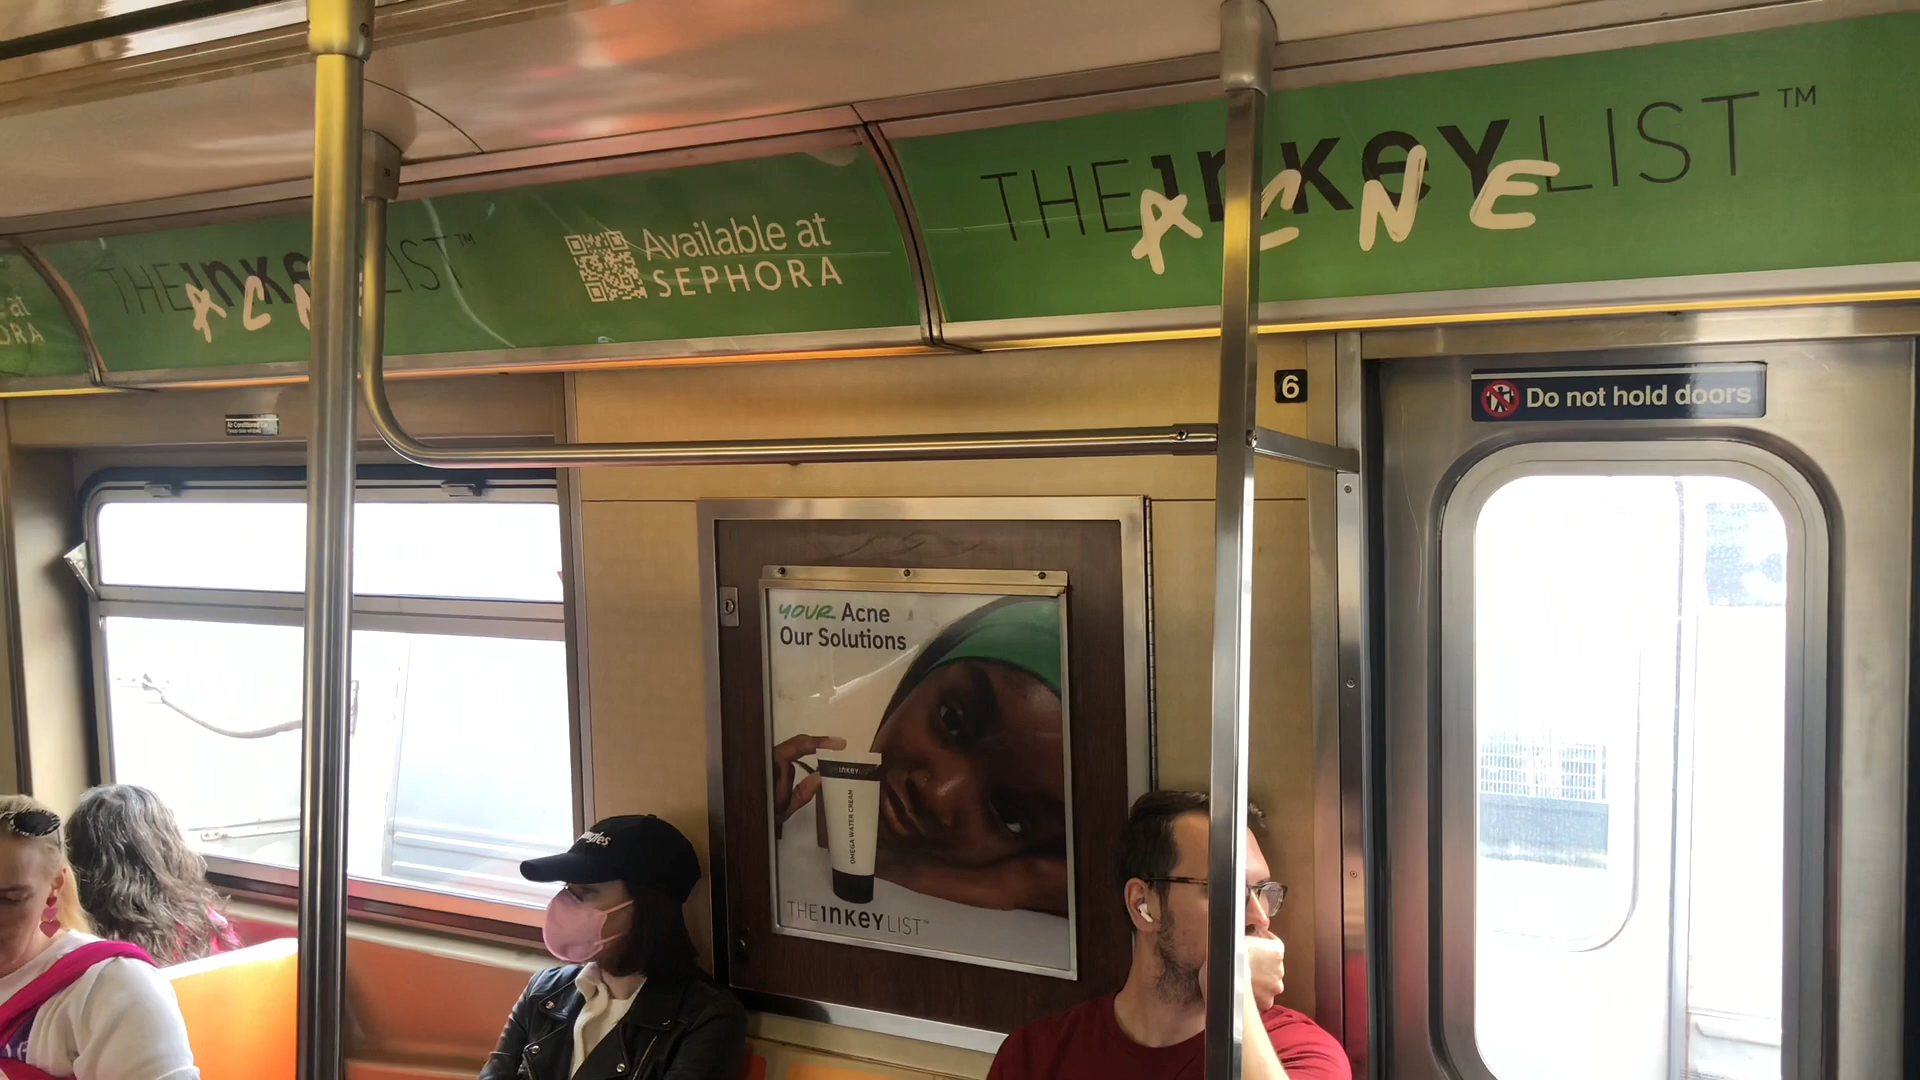 THE INKEY LIST™
ACNE
Available at
SEPHORA
THE INKEY LIST™
ACNE
at
ORA
6
Do not hold doors
YOUR Acne
Our Solutions
INKEY
OMEGA WATER CREAM
THE INKEY LIST™